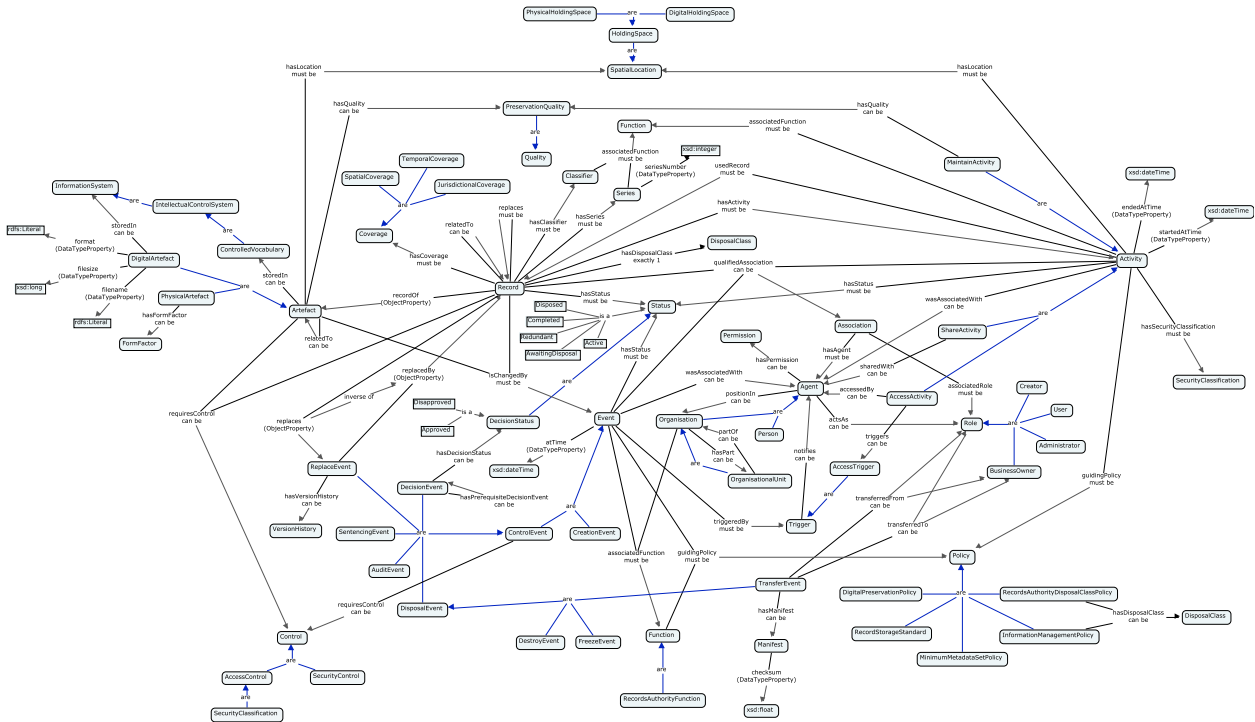 PhysicalHoldingSpace
are
DigitalHoldingSpace
HoldingSpace
are
hasLocation
must be
SpatialLocation
hasLocation
must be
hasQuality
can be
PreservationQuality
hasQuality
can be
are
Function
associatedFunction
must be
Quality
associatedFunction
must be
xsd:integer
TemporalCoverage
SpatialCoverage
JurisdictionalCoverage
are
Classifier
seriesNumber
(DataTypeProperty)
Series
usedRecord
must be
MaintainActivity
xsd:dateTime
InformationSystem
are
IntellectualControlSystem
are
replaces
must be
relatedTo
can be
hasClassifier
must be
hasSeries
must be
hasActivity
must be
are
endedAtTime
(DataTypeProperty)
xsd:dateTime
startedAtTime
(DataTypeProperty)
rdfs:Literal
format
(DataTypeProperty)
storedIn
can be
ControlledVocabulary
Coverage
hasCoverage
must be
DisposalClass
hasDisposalClass
exactly 1
qualifiedAssociation
can be
Activity
DigitalArtefact
filesize
(DataTypeProperty)
xsd:long
filename
(DataTypeProperty)
are
storedIn
can be
PhysicalArtefact
rdfs:Literal
hasFormFactor
can be
FormFactor
Artefact
relatedTo
can be
recordOf
(ObjectProperty)
Record
hasStatus
must be
hasStatus
must be
Status
Disposed
Completed
is a
Redundant
Active
AwaitingDisposal
hasStatus
must be
wasAssociatedWith
can be
are
Association
ShareActivity
Permission
hasPermission
can be
hasAgent
must be
sharedWith
can be
hasSecurityClassification
must be
SecurityClassification
replacedBy
(ObjectProperty)
isChangedBy
must be
are
wasAssociatedWith
can be
positionIn
can be
Agent
accessedBy
can be
AccessActivity
associatedRole
must be
Creator
inverse of
requiresControl
can be
replaces
(ObjectProperty)
Disapproved
is a
Approved
DecisionStatus
Event
Organisation
are
Person
actsAs
can be
Role
are
User
Administrator
atTime
(DataTypeProperty)
hasDecisionStatus
can be
xsd:dateTime
partOf
can be
hasPart
can be
are
OrganisationalUnit
notifies
can be
triggers
can be
AccessTrigger
BusinessOwner
ReplaceEvent
DecisionEvent
hasPrerequisiteDecisionEvent
can be
hasVersionHistory
can be
VersionHistory
are
guidingPolicy
must be
transferredFrom
can be
are
triggeredBy
must be
Trigger
transferredTo
can be
SentencingEvent
are
ControlEvent
CreationEvent
associatedFunction
must be
guidingPolicy
must be
Policy
AuditEvent
TransferEvent
DigitalPreservationPolicy
are
RecordsAuthorityDisposalClassPolicy
requiresControl
can be
DisposalEvent
are
hasManifest
can be
hasDisposalClass
can be
DisposalClass
Control
DestroyEvent
FreezeEvent
Function
Manifest
RecordStorageStandard
InformationManagementPolicy
MinimumMetadataSetPolicy
are
AccessControl
SecurityControl
are
SecurityClassification
are
RecordsAuthorityFunction
checksum
(DataTypeProperty)
xsd:float